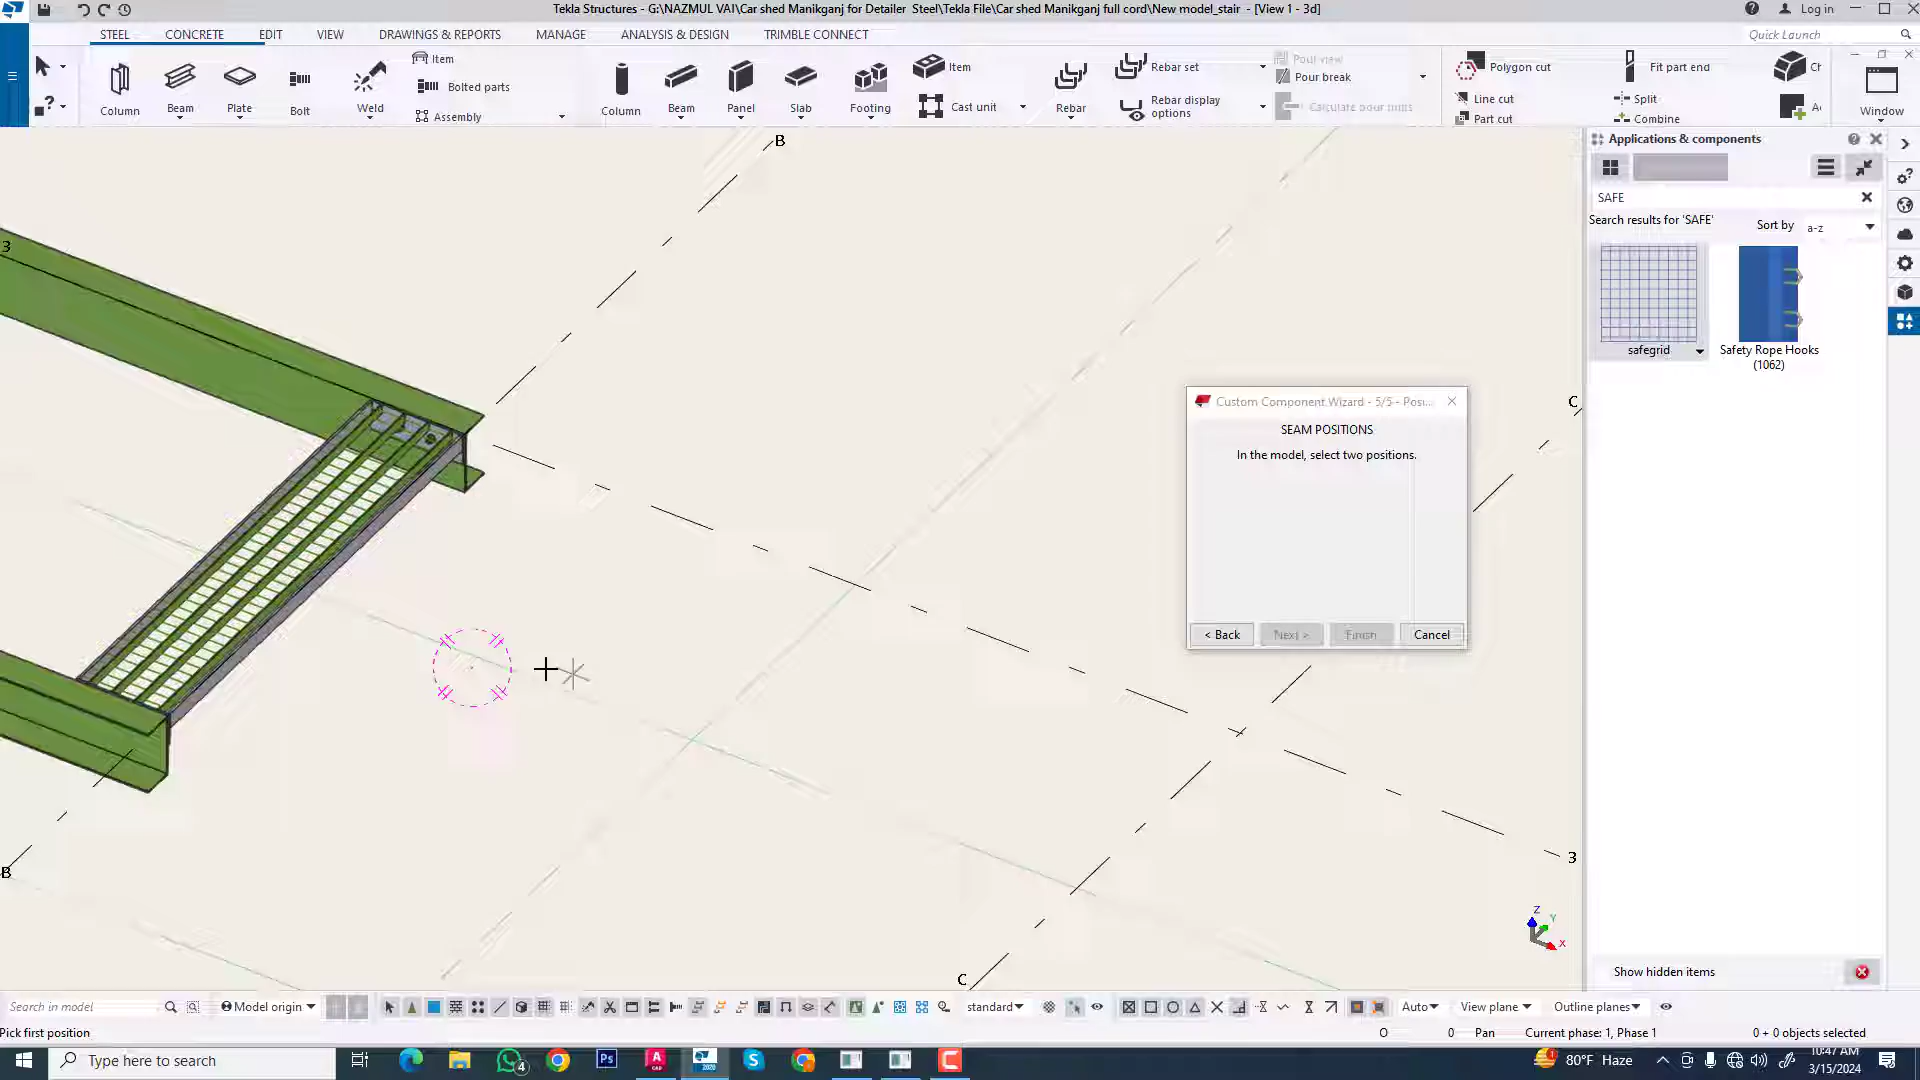 Tekla Structures - G:\NAZMUL VAI\Car shed Manikganj for Detailer Steel\Tekla File\Car shed Manikganj full cord\New model_stair - [View 1 - 3d]
Log in
STEEL CONCRETE EDIT VIEW DRAWINGS & REPORTS MANAGE ANALYSIS & DESIGN TRIMBLE CONNECT
Quick Launch
Column
Beam
Plate
Bolt
Weld
Item
Bolted parts
Assembly
Column
Beam
Panel
Slab
Footing
Item
Cast unit
Rebar
Rebar set
Rebar display
options
Pour view
Pour break
Calculate pour units
Polygon cut
Line cut
Part cut
Fit part end
Split
Combine
Window
Applications & components
SAFE
Search results for 'SAFE'
Sort by
a-z
safegrid
Safety Rope Hooks
(1062)
Show hidden items
B
3
C
B
C
3
Z
Y
X
Custom Component Wizard - 5/5 - Posi...
SEAM POSITIONS
In the model, select two positions.
< Back
Next >
Finish
Cancel
Search in model
Model origin
standard
Auto
View plane
Outline planes
Pick first position
O 0 Pan Current phase: 1, Phase 1 0 + 0 objects selected
Type here to search
4
Ps
2020
80°F Haze
10:47 AM
3/15/2024